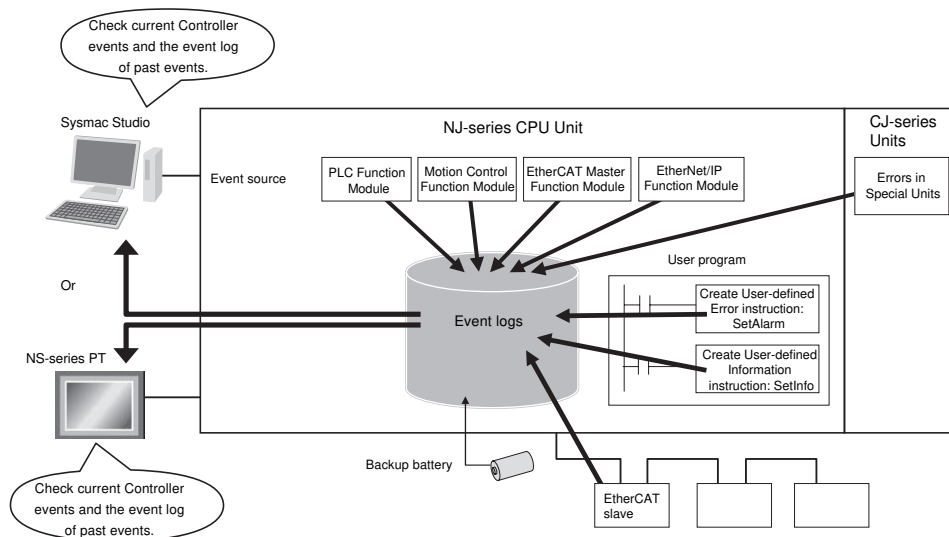 Check current Controller
events and the event log
of past events.
Sysmac Studio
NJ-series CPU Unit
CJ-series
Units
Event source
PLC Function
Module
Motion Control
Function Module
EtherCAT Master
Function Module
EtherNet/IP
Function Module
Errors in
Special Units
User program
Or
Event logs
Create User-defined
Error instruction:
SetAlarm
Create User-defined
Information
instruction: SetInfo
NS-series PT
Backup battery
Check current Controller
events and the event log
of past events.
EtherCAT
slave